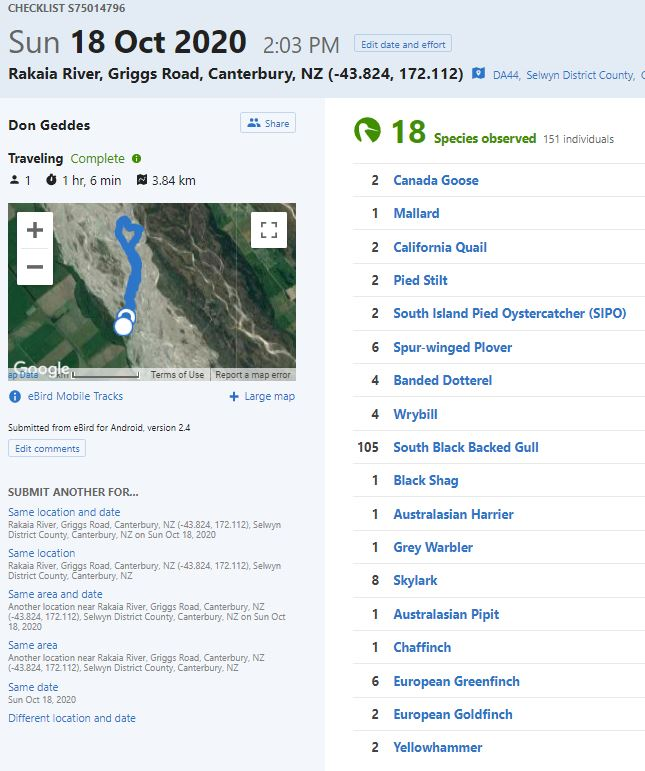 CHECKLIST S75014796
Sun 18 Oct 2020 2:03 PM Edit date and effort
Rakaia River, Griggs Road, Canterbury, NZ (-43.824, 172.112) DA44, Selwyn District County,
Don Geddes
Share
Traveling Complete
1 1 hr, 6 min 3.84 km
Google
ap Data km Terms of Use Report a map error
eBird Mobile Tracks
Large map
Submitted from eBird for Android, version 2.4
Edit comments
SUBMIT ANOTHER FOR...
Same location and date
Rakaia River, Griggs Road, Canterbury, NZ (-43.824, 172.112), Selwyn
District County, Canterbury, NZ on Sun Oct 18, 2020
Same location
Rakaia River, Griggs Road, Canterbury, NZ (-43.824, 172.112), Selwyn
District County, Canterbury, NZ
Same area and date
Another location near Rakaia River, Griggs Road, Canterbury, NZ
(-43.824, 172.112), Selwyn District County, Canterbury, NZ on Sun Oct
18, 2020
Same area
Another location near Rakaia River, Griggs Road, Canterbury, NZ
(-43.824, 172.112), Selwyn District County, Canterbury, NZ
Same date
Sun Oct 18, 2020
Different location and date
18 Species observed 151 individuals
2 Canada Goose
1 Mallard
2 California Quail
2 Pied Stilt
2 South Island Pied Oystercatcher (SIPO)
6 Spur-winged Plover
4 Banded Dotterel
4 Wrybill
105 South Black Backed Gull
1 Black Shag
1 Australasian Harrier
1 Grey Warbler
8 Skylark
1 Australasian Pipit
1 Chaffinch
6 European Greenfinch
2 European Goldfinch
2 Yellowhammer